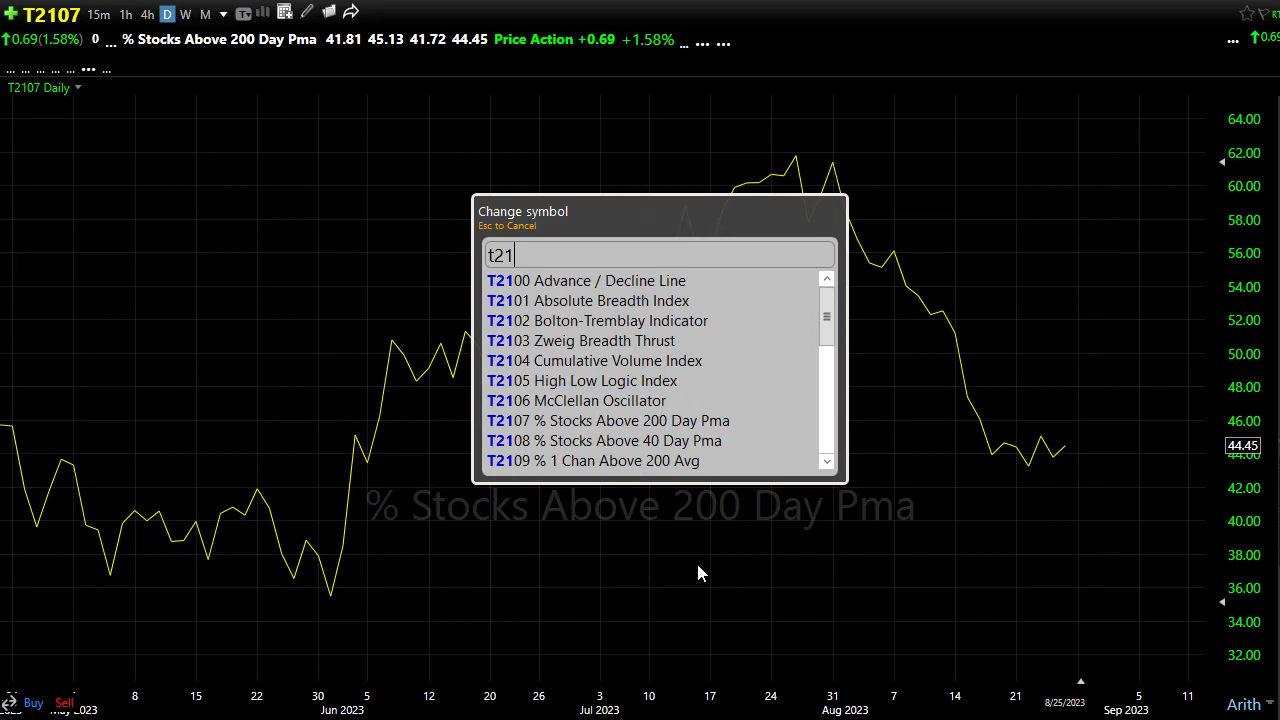 T2107 15m 1h 4h D W M
0.69(1.58%) 0 ... % Stocks Above 200 Day Pma 41.81 45.13 41.72 44.45 Price Action +0.69 +1.58% ... ... ... ... 0.69
... ... ... ... ... ... ...
T2107 Daily
64.00
62.00
60.00
58.00
56.00
54.00
52.00
50.00
48.00
46.00
44.45
44.00
42.00
40.00
38.00
36.00
34.00
32.00
Change symbol
Esc to Cancel
t21
T2100 Advance / Decline Line
T2101 Absolute Breadth Index
T2102 Bolton-Tremblay Indicator
T2103 Zweig Breadth Thrust
T2104 Cumulative Volume Index
T2105 High Low Logic Index
T2106 McClellan Oscillator
T2107 % Stocks Above 200 Day Pma
T2108 % Stocks Above 40 Day Pma
T2109 % 1 Chan Above 200 Avg
% Stocks Above 200 Day Pma
8 15 22 30 5 12 20 26 3 10 17 24 31 7 14 21 8/25/2023 5 11
Buy Sell May 2023 Jun 2023 Jul 2023 Aug 2023 Sep 2023 Arith